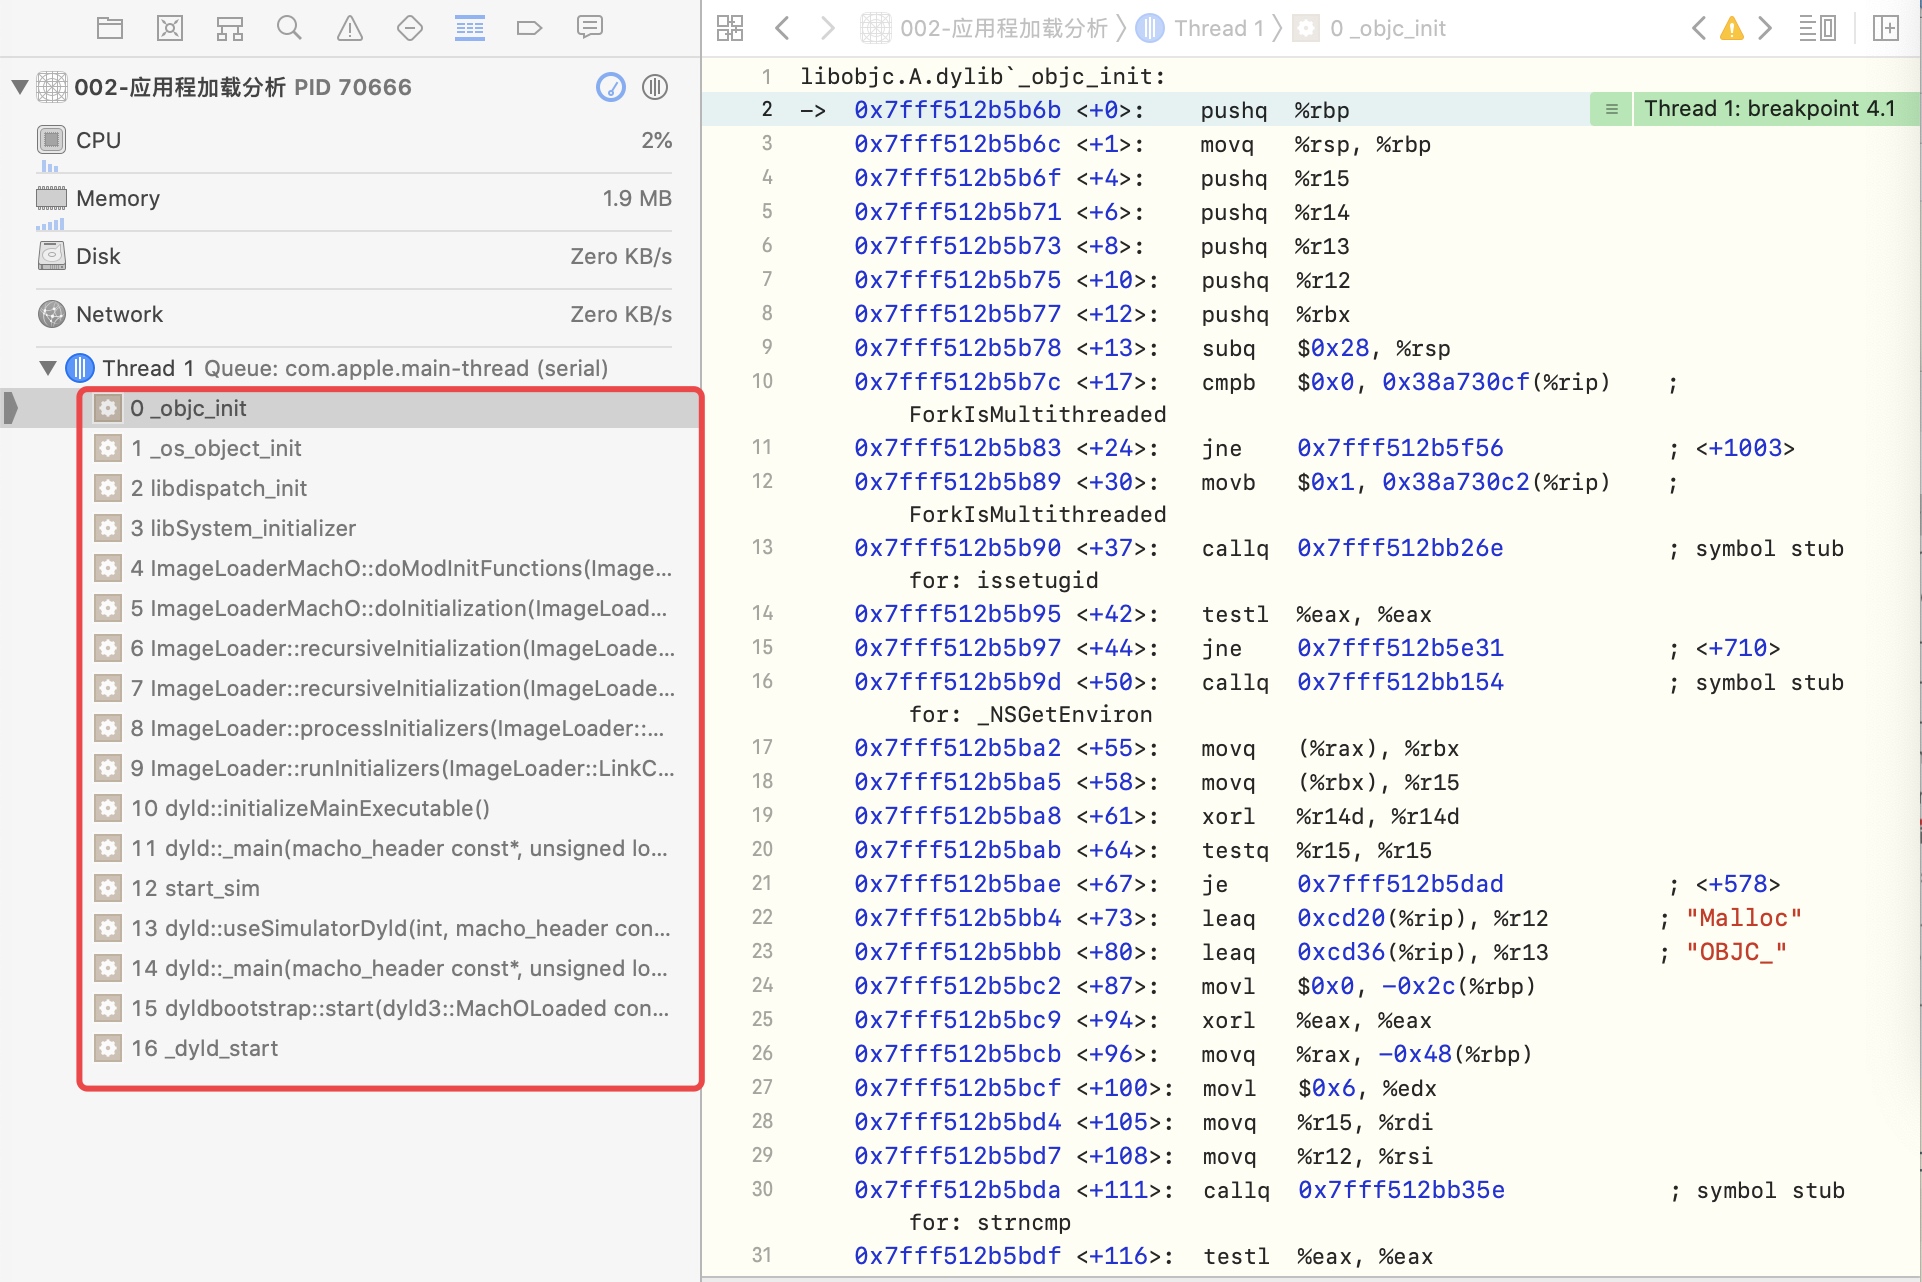 002-应用程加载分析 PID 70666
CPU 2%
Memory 1.9 MB
Disk Zero KB/s
Network Zero KB/s
Thread 1 Queue: com.apple.main-thread (serial)
0 _objc_init
1 _os_object_init
2 libdispatch_init
3 libSystem_initializer
4 ImageLoaderMachO::doModInitFunctions(Image...
5 ImageLoaderMachO::doInitialization(ImageLoad...
6 ImageLoader::recursiveInitialization(ImageLoade...
7 ImageLoader::recursiveInitialization(ImageLoade...
8 ImageLoader::processInitializers(ImageLoader::...
9 ImageLoader::runInitializers(ImageLoader::LinkC...
10 dyld::initializeMainExecutable()
11 dyld::_main(macho_header const*, unsigned lo...
12 start_sim
13 dyld::useSimulatorDyld(int, macho_header con...
14 dyld::_main(macho_header const*, unsigned lo...
15 dyldbootstrap::start(dyld3::MachOLoaded con...
16 _dyld_start
002-应用程加载分析 〉 Thread 1 〉 0 _objc_init
1 libobjc.A.dylib`_objc_init:
2 -> 0x7fff512b5b6b <+0>: pushq %rbp Thread 1: breakpoint 4.1
3 0x7fff512b5b6c <+1>: movq %rsp, %rbp
4 0x7fff512b5b6f <+4>: pushq %r15
5 0x7fff512b5b71 <+6>: pushq %r14
6 0x7fff512b5b73 <+8>: pushq %r13
7 0x7fff512b5b75 <+10>: pushq %r12
8 0x7fff512b5b77 <+12>: pushq %rbx
9 0x7fff512b5b78 <+13>: subq $0x28, %rsp
10 0x7fff512b5b7c <+17>: cmpb $0x0, 0x38a730cf(%rip) ;
ForkIsMultithreaded
11 0x7fff512b5b83 <+24>: jne 0x7fff512b5f56 ; <+1003>
12 0x7fff512b5b89 <+30>: movb $0x1, 0x38a730c2(%rip) ;
ForkIsMultithreaded
13 0x7fff512b5b90 <+37>: callq 0x7fff512bb26e ; symbol stub
for: issetugid
14 0x7fff512b5b95 <+42>: testl %eax, %eax
15 0x7fff512b5b97 <+44>: jne 0x7fff512b5e31 ; <+710>
16 0x7fff512b5b9d <+50>: callq 0x7fff512bb154 ; symbol stub
for: _NSGetEnviron
17 0x7fff512b5ba2 <+55>: movq (%rax), %rbx
18 0x7fff512b5ba5 <+58>: movq (%rbx), %r15
19 0x7fff512b5ba8 <+61>: xorl %r14d, %r14d
20 0x7fff512b5bab <+64>: testq %r15, %r15
21 0x7fff512b5bae <+67>: je 0x7fff512b5dad ; <+578>
22 0x7fff512b5bb4 <+73>: leaq 0xcd20(%rip), %r12 ; "Malloc"
23 0x7fff512b5bbb <+80>: leaq 0xcd36(%rip), %r13 ; "OBJC_"
24 0x7fff512b5bc2 <+87>: movl $0x0, -0x2c(%rbp)
25 0x7fff512b5bc9 <+94>: xorl %eax, %eax
26 0x7fff512b5bcb <+96>: movq %rax, -0x48(%rbp)
27 0x7fff512b5bcf <+100>: movl $0x6, %edx
28 0x7fff512b5bd4 <+105>: movq %r15, %rdi
29 0x7fff512b5bd7 <+108>: movq %r12, %rsi
30 0x7fff512b5bda <+111>: callq 0x7fff512bb35e ; symbol stub
for: strncmp
31 0x7fff512b5bdf <+116>: testl %eax, %eax